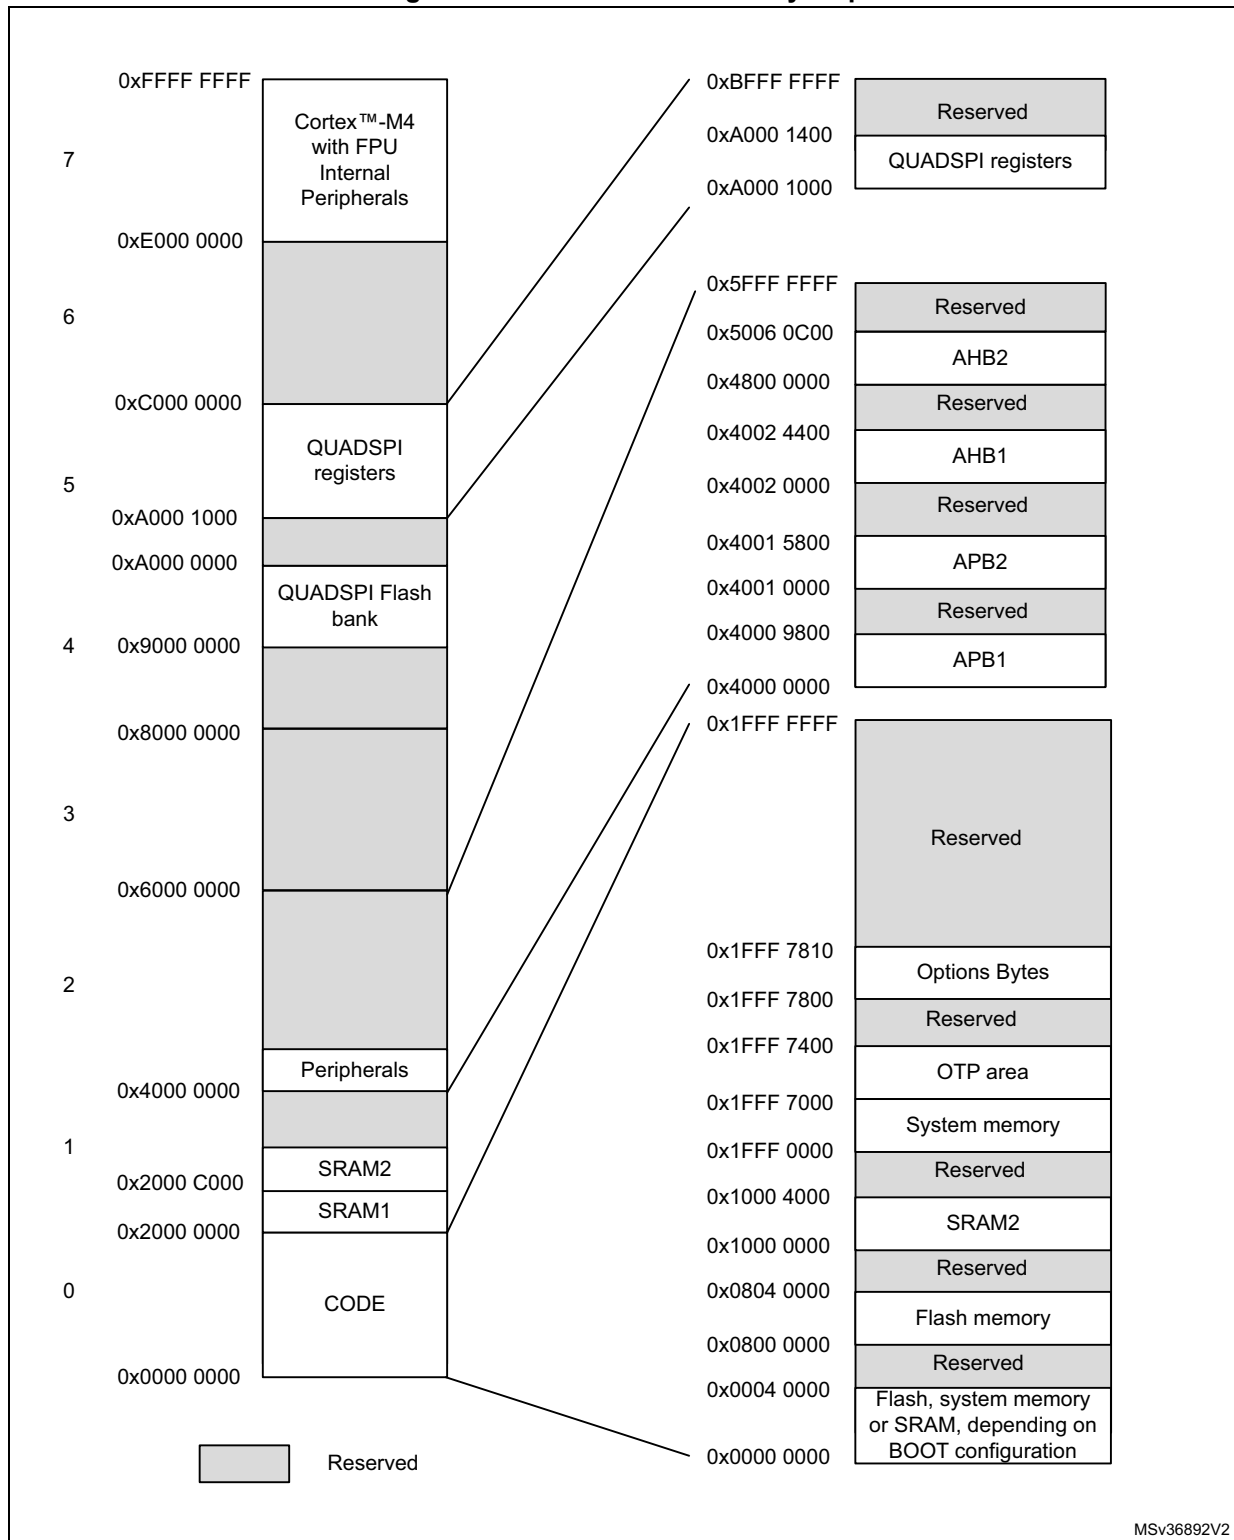 0xFFFF FFFF
Cortex™-M4
with FPU
Internal
Peripherals
7
0xE000 0000
6
0xC000 0000
QUADSPI
registers
5
0xA000 1000
0xA000 0000
QUADSPI Flash
bank
4
0x9000 0000
0x8000 0000
3
0x6000 0000
2
Peripherals
0x4000 0000
1
SRAM2
0x2000 C000
SRAM1
0x2000 0000
0
CODE
0x0000 0000
Reserved
0xBFFF FFFF
Reserved
0xA000 1400
QUADSPI registers
0xA000 1000
0x5FFF FFFF
Reserved
0x5006 0C00
AHB2
0x4800 0000
Reserved
0x4002 4400
AHB1
0x4002 0000
Reserved
0x4001 5800
APB2
0x4001 0000
Reserved
0x4000 9800
APB1
0x4000 0000
0x1FFF FFFF
Reserved
0x1FFF 7810
Options Bytes
0x1FFF 7800
Reserved
0x1FFF 7400
OTP area
0x1FFF 7000
System memory
0x1FFF 0000
Reserved
0x1000 4000
SRAM2
0x1000 0000
Reserved
0x0804 0000
Flash memory
0x0800 0000
Reserved
0x0004 0000
Flash, system memory
or SRAM, depending on
BOOT configuration
0x0000 0000
MSv36892V2